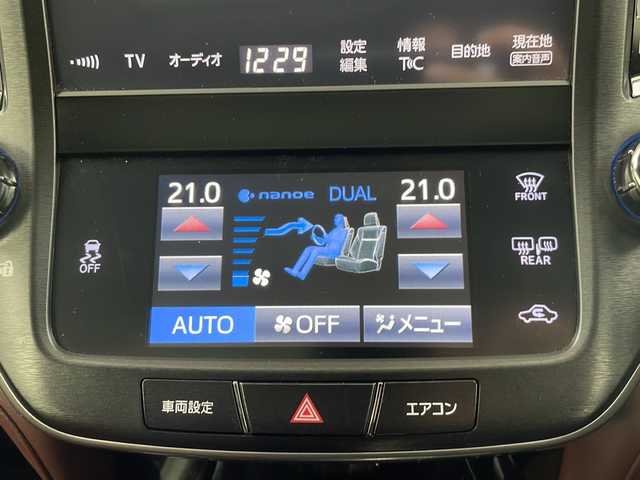 TV オーディオ 1229 設定編集 情報T℃ 目的地 現在地 案内音声
21.0 nanoe DUAL 21.0
FRONT
OFF
REAR
AUTO OFF メニュー
車両設定 エアコン